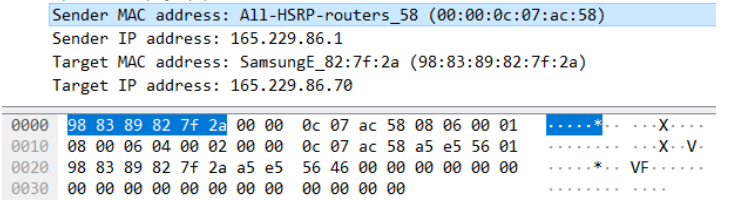 Sender MAC address: All-HSRP-routers_58 (00:00:0c:07:ac:58)
Sender IP address: 165.229.86.1
Target MAC address: SamsungE_82:7f:2a (98:83:89:82:7f:2a)
Target IP address: 165.229.86.70
0000 98 83 89 82 7f 2a 00 00 0c 07 ac 58 08 06 00 01 ·····*·· ···X····
0010 08 00 06 04 00 02 00 00 0c 07 ac 58 a5 e5 56 01 ········ ···X··V·
0020 98 83 89 82 7f 2a a5 e5 56 46 00 00 00 00 00 00 ·····*·· VF······
0030 00 00 00 00 00 00 00 00 00 00 00 00 ········ ····